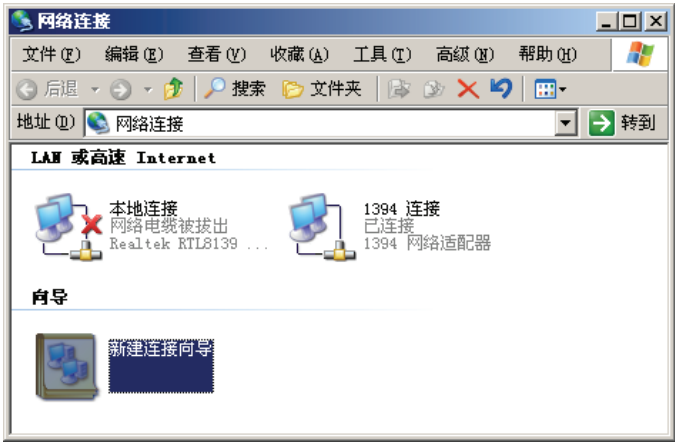 网络连接
文件(F) 编辑(E) 查看(V) 收藏(A) 工具(T) 高级(N) 帮助(H)
后退 搜索 文件夹
地址(D) 网络连接 转到
LAN 或高速 Internet
本地连接
网络电缆被拔出
Realtek RTL8139 ...
1394 连接
已连接
1394 网络适配器
向导
新建连接向导